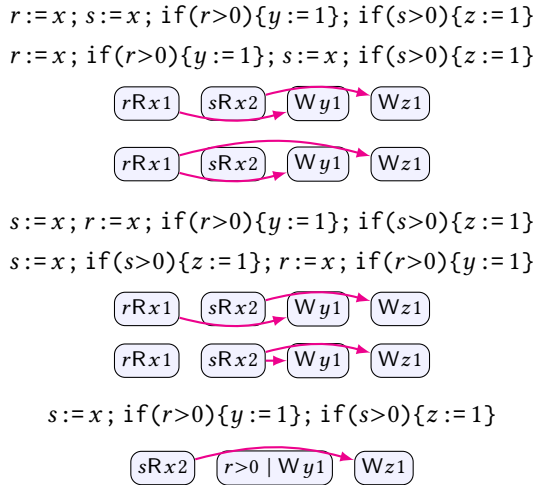 r:=x; s:=x; if(r>0){y:=1}; if(s>0){z:=1}
r:=x; if(r>0){y:=1}; s:=x; if(s>0){z:=1}
rRx1 sRx2 Wy1 Wz1
rRx1 sRx2 Wy1 Wz1
s:=x; r:=x; if(r>0){y:=1}; if(s>0){z:=1}
s:=x; if(s>0){z:=1}; r:=x; if(r>0){y:=1}
rRx1 sRx2 Wy1 Wz1
rRx1 sRx2 Wy1 Wz1
s:=x; if(r>0){y:=1}; if(s>0){z:=1}
sRx2 r>0 | Wy1 Wz1